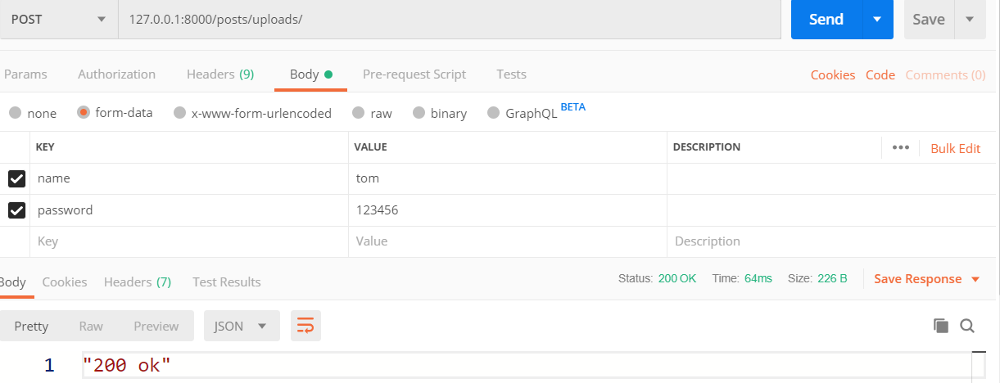 POST 127.0.0.1:8000/posts/uploads/ Send Save
Params Authorization Headers (9) Body Pre-request Script Tests Cookies Code Comments (0)
none form-data x-www-form-urlencoded raw binary GraphQL BETA
KEY VALUE DESCRIPTION ••• Bulk Edit
name tom
password 123456
Key Value Description
Body Cookies Headers (7) Test Results Status: 200 OK Time: 64ms Size: 226 B Save Response
Pretty Raw Preview JSON
1 "200 ok"